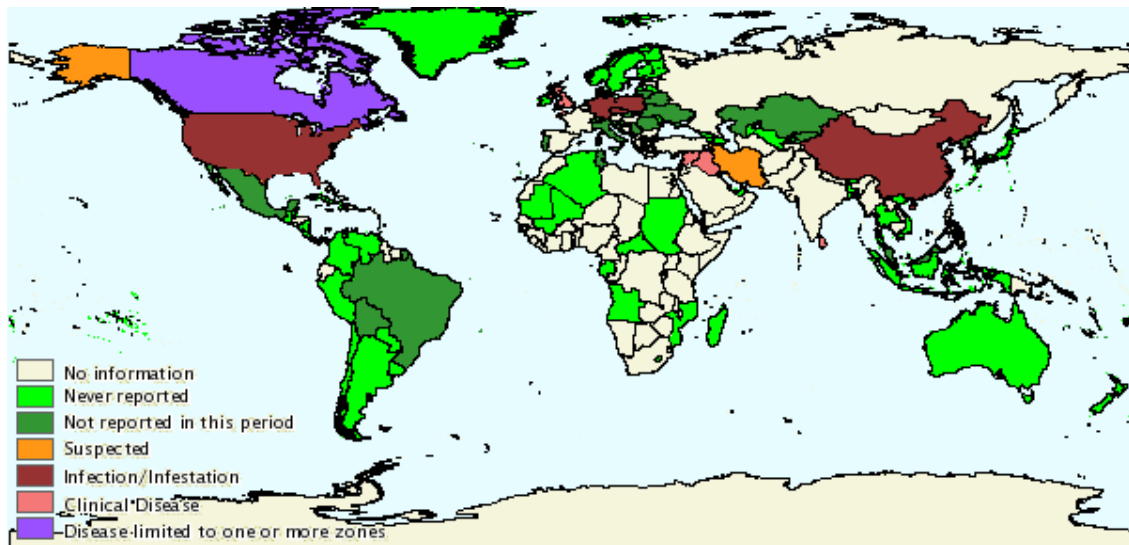 No information
Never reported
Not reported in this period
Suspected
Infection/Infestation
Clinical Disease
Disease limited to one or more zones